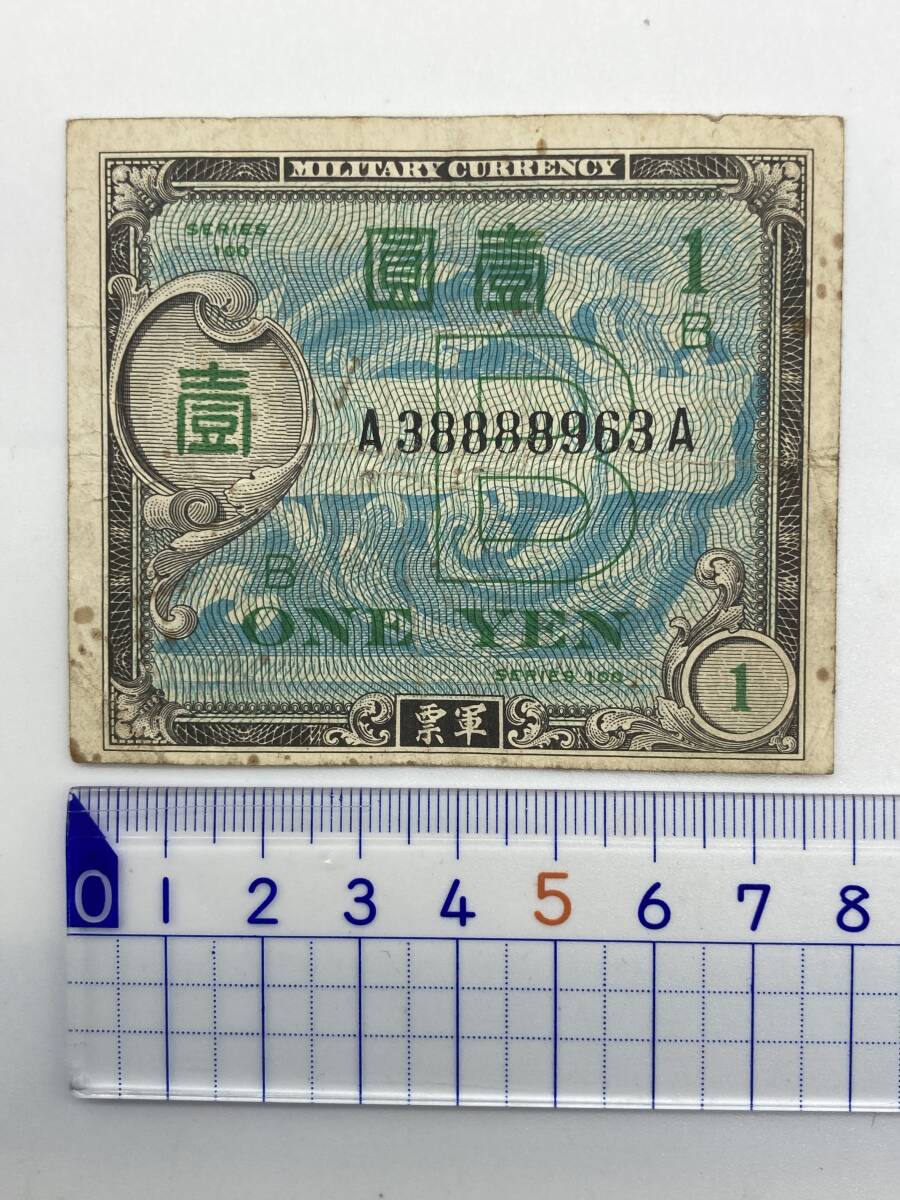 MILITARY CURRENCY
SERIES
100
圓壹
1
B
壹
B
A38888963A
B
ONE YEN
SERIES 100
1
票軍
0 1 2 3 4 5 6 7 8